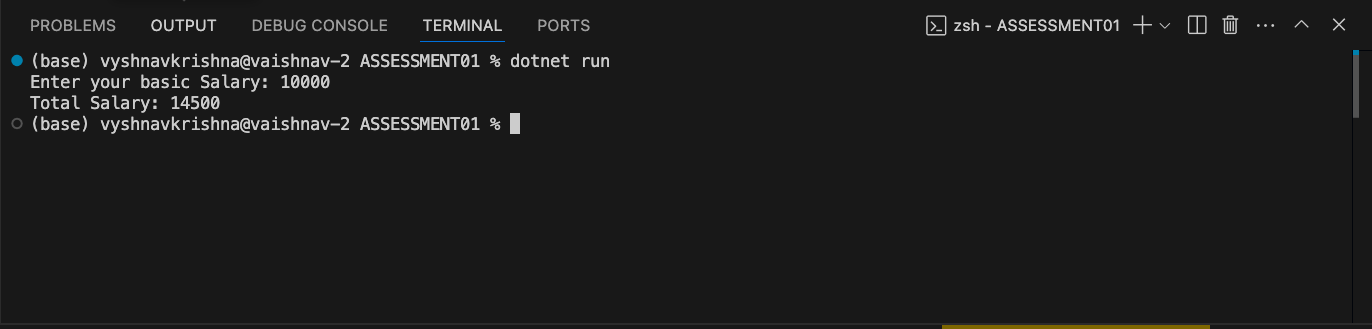 PROBLEMS OUTPUT DEBUG CONSOLE TERMINAL PORTS zsh - ASSESSMENT01
(base) vyshnavkrishna@vaishnav-2 ASSESSMENT01 % dotnet run
Enter your basic Salary: 10000
Total Salary: 14500
(base) vyshnavkrishna@vaishnav-2 ASSESSMENT01 %